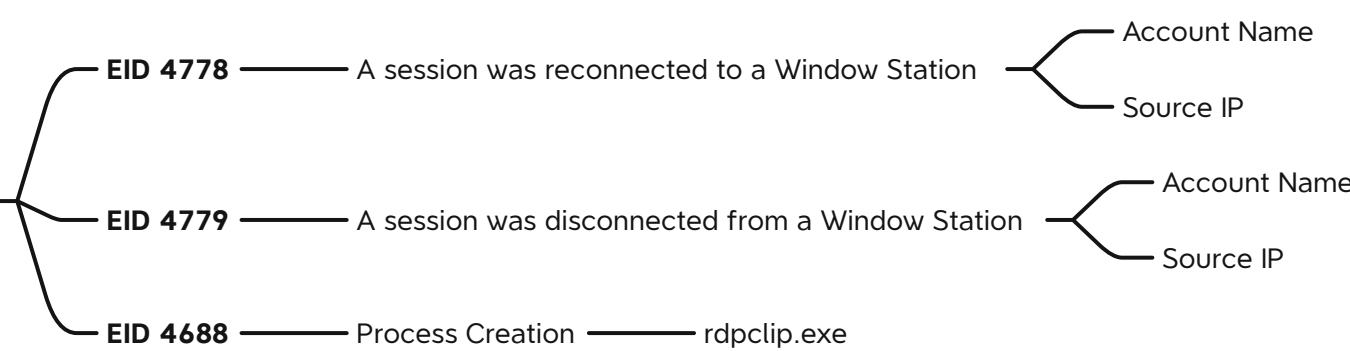 Account Name
EID 4778 A session was reconnected to a Window Station
Source IP
Account Name
EID 4779 A session was disconnected from a Window Station
Source IP
EID 4688 Process Creation rdpclip.exe